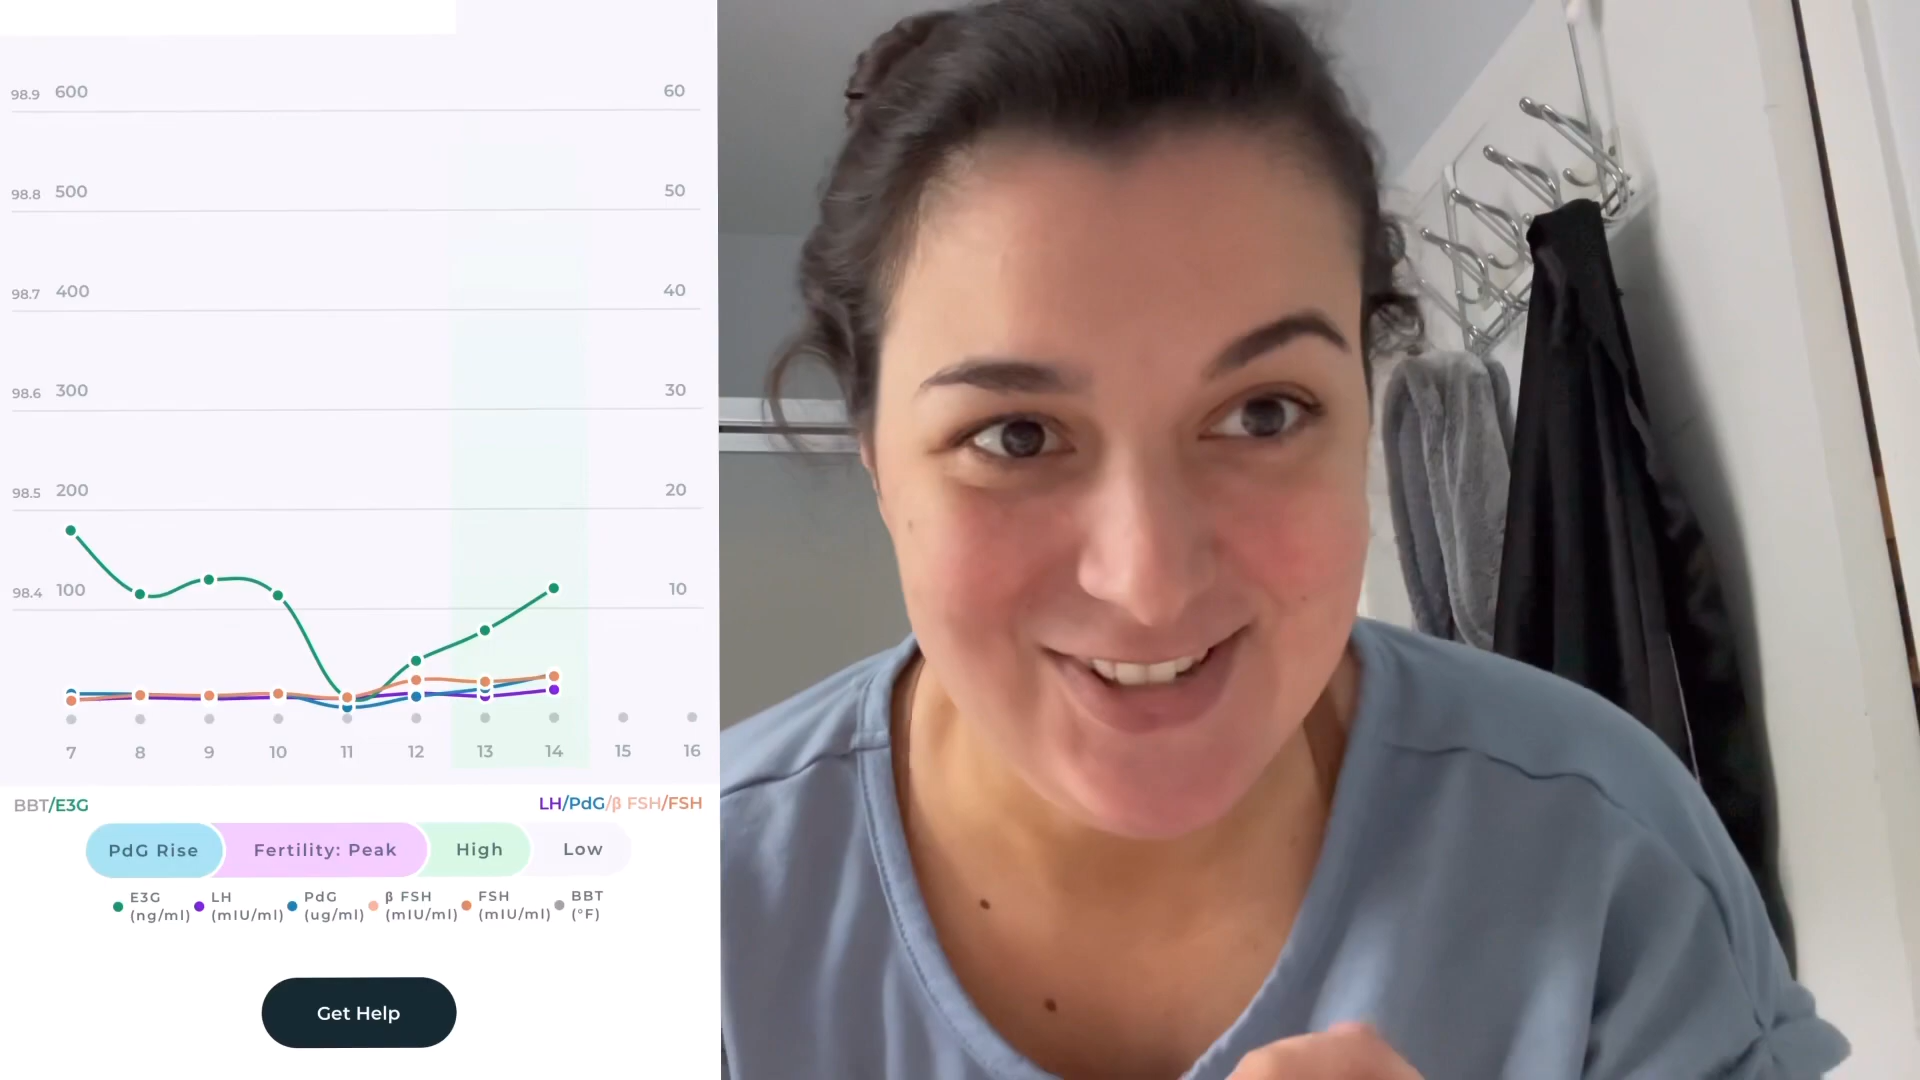 98.9 600 60
98.8 500 50
98.7 400 40
98.6 300 30
98.5 200 20
98.4 100 10
7 8 9 10 11 12 13 14 15 16
BBT/E3G LH/PdG/β FSH/FSH
PdG Rise Fertility: Peak High Low
E3G LH PdG β FSH FSH BBT
(ng/ml) (mIU/ml) (ug/ml) (mIU/ml) (mIU/ml) (°F)
Get Help